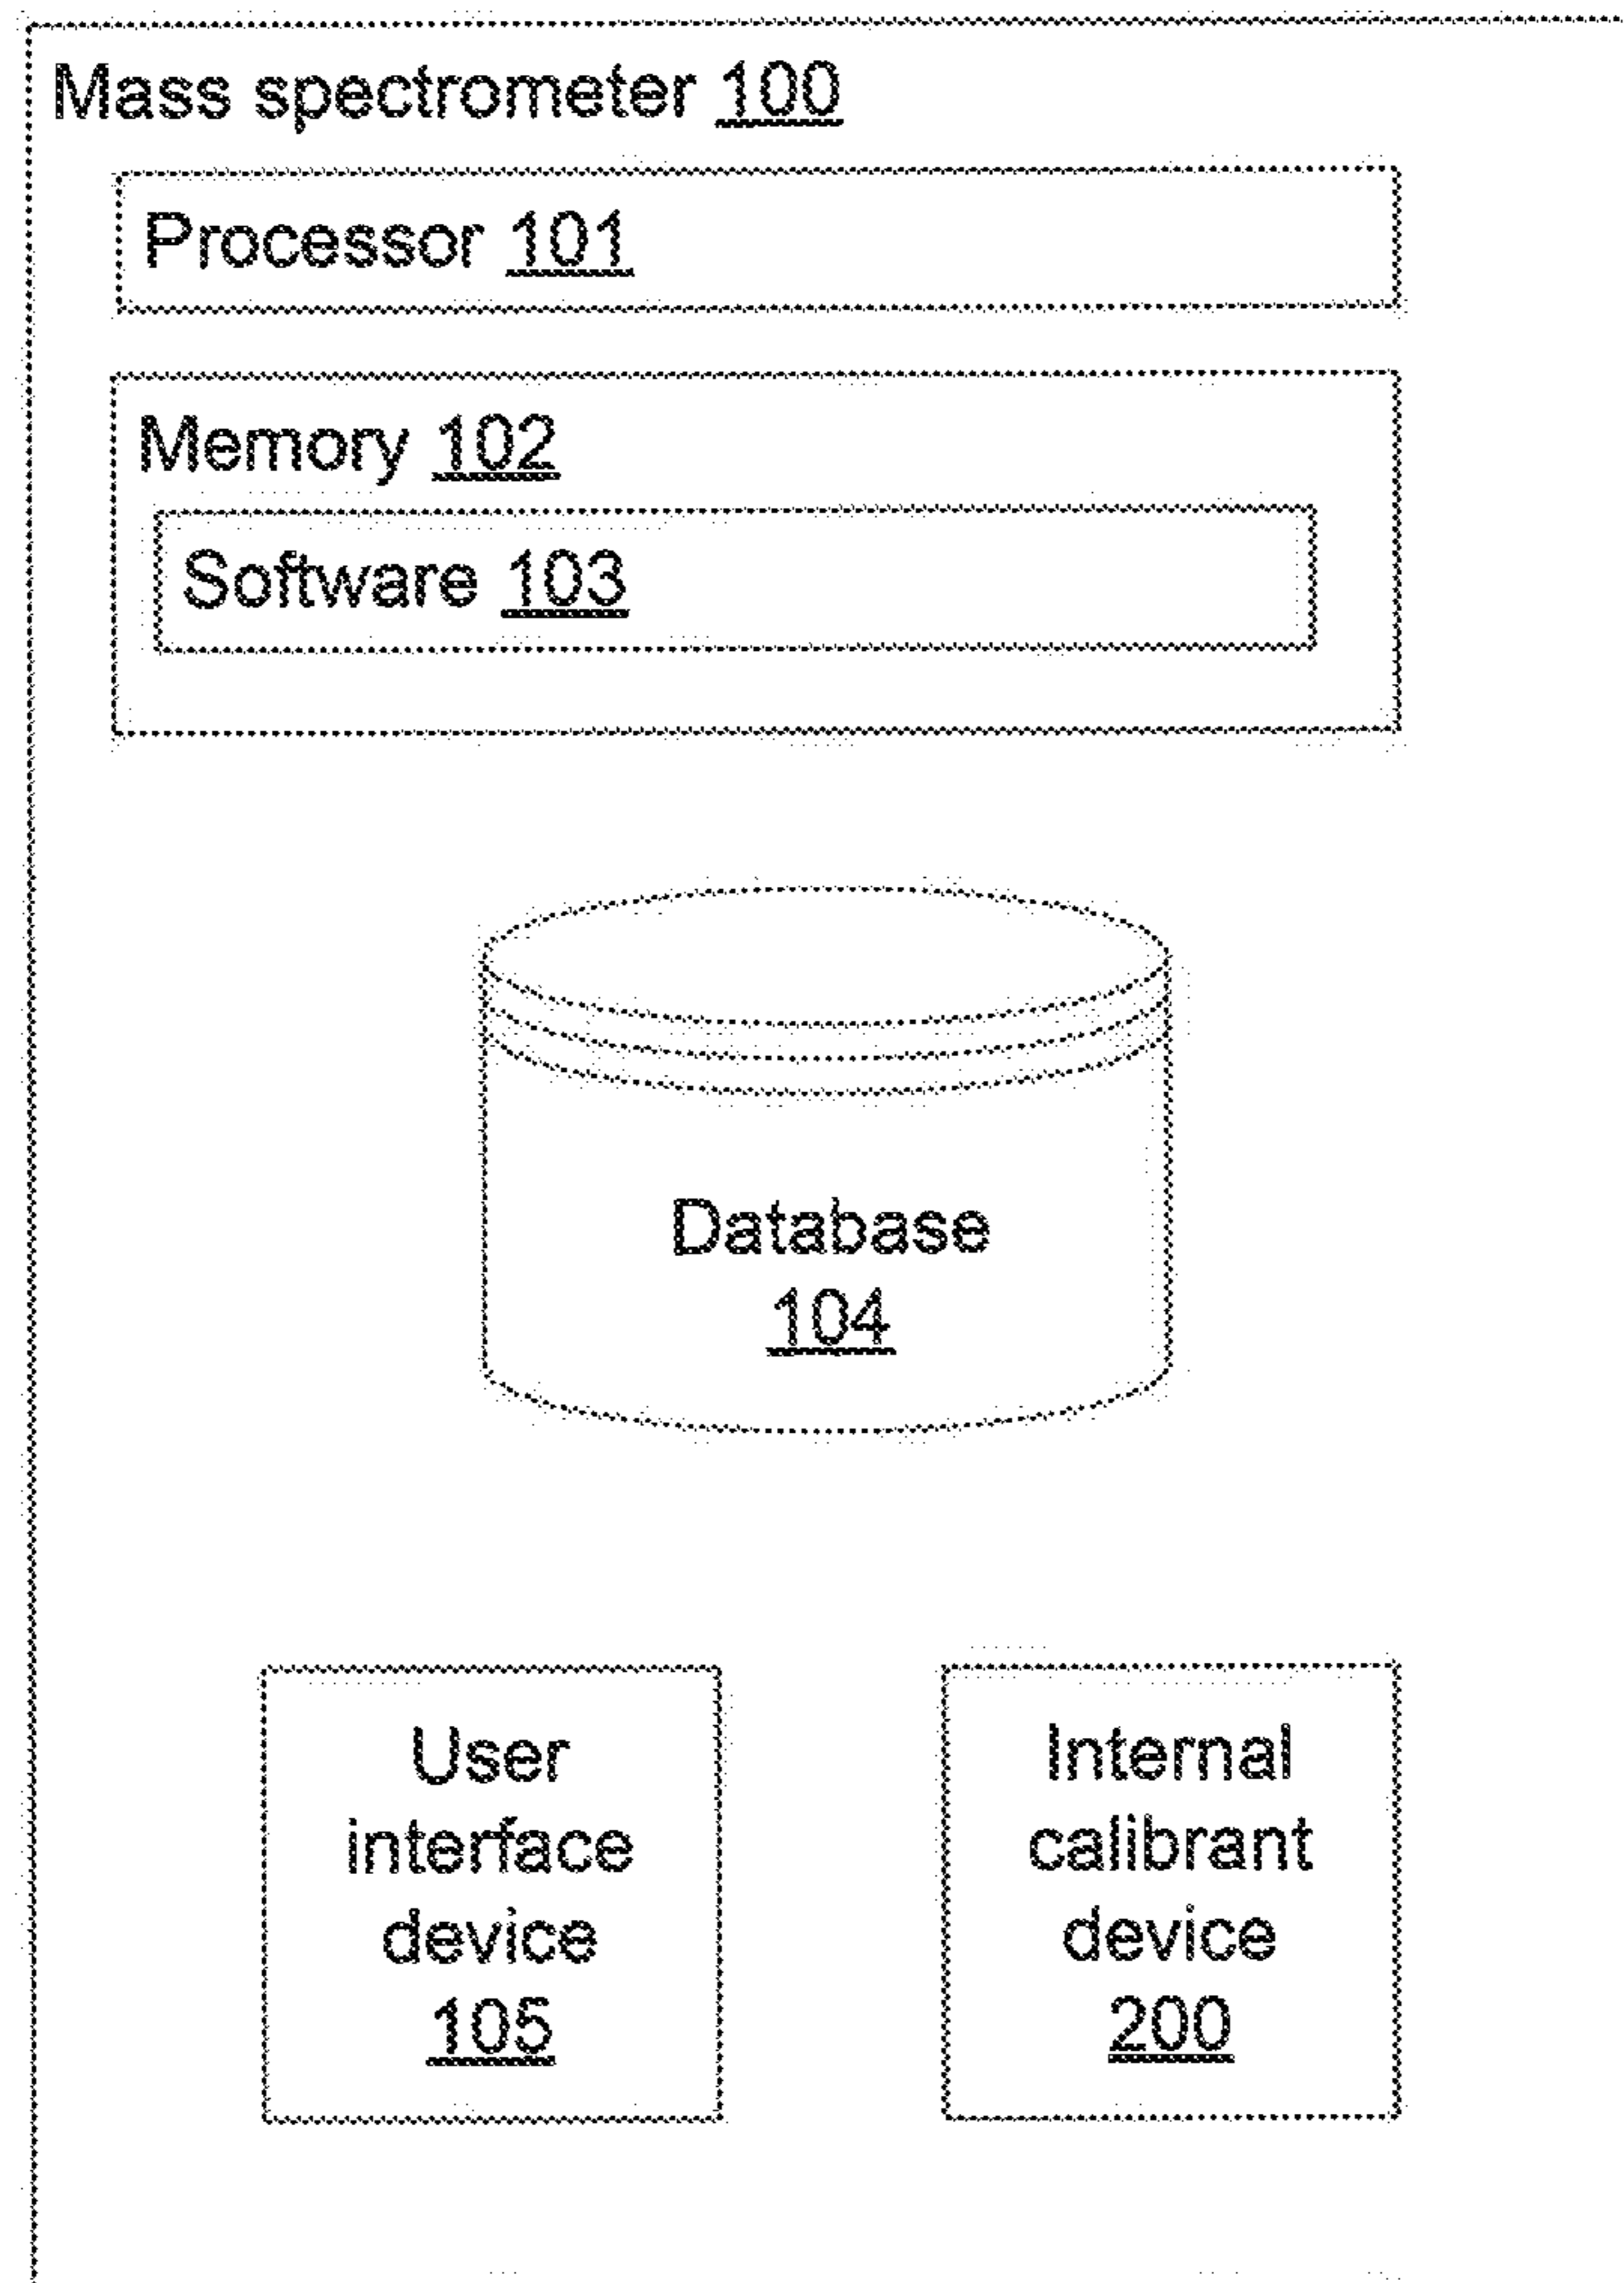 Mass spectrometer 100
Processor 101
Memory 102
Software 103
Database
104
User
interface
device
105
Internal
calibrant
device
200